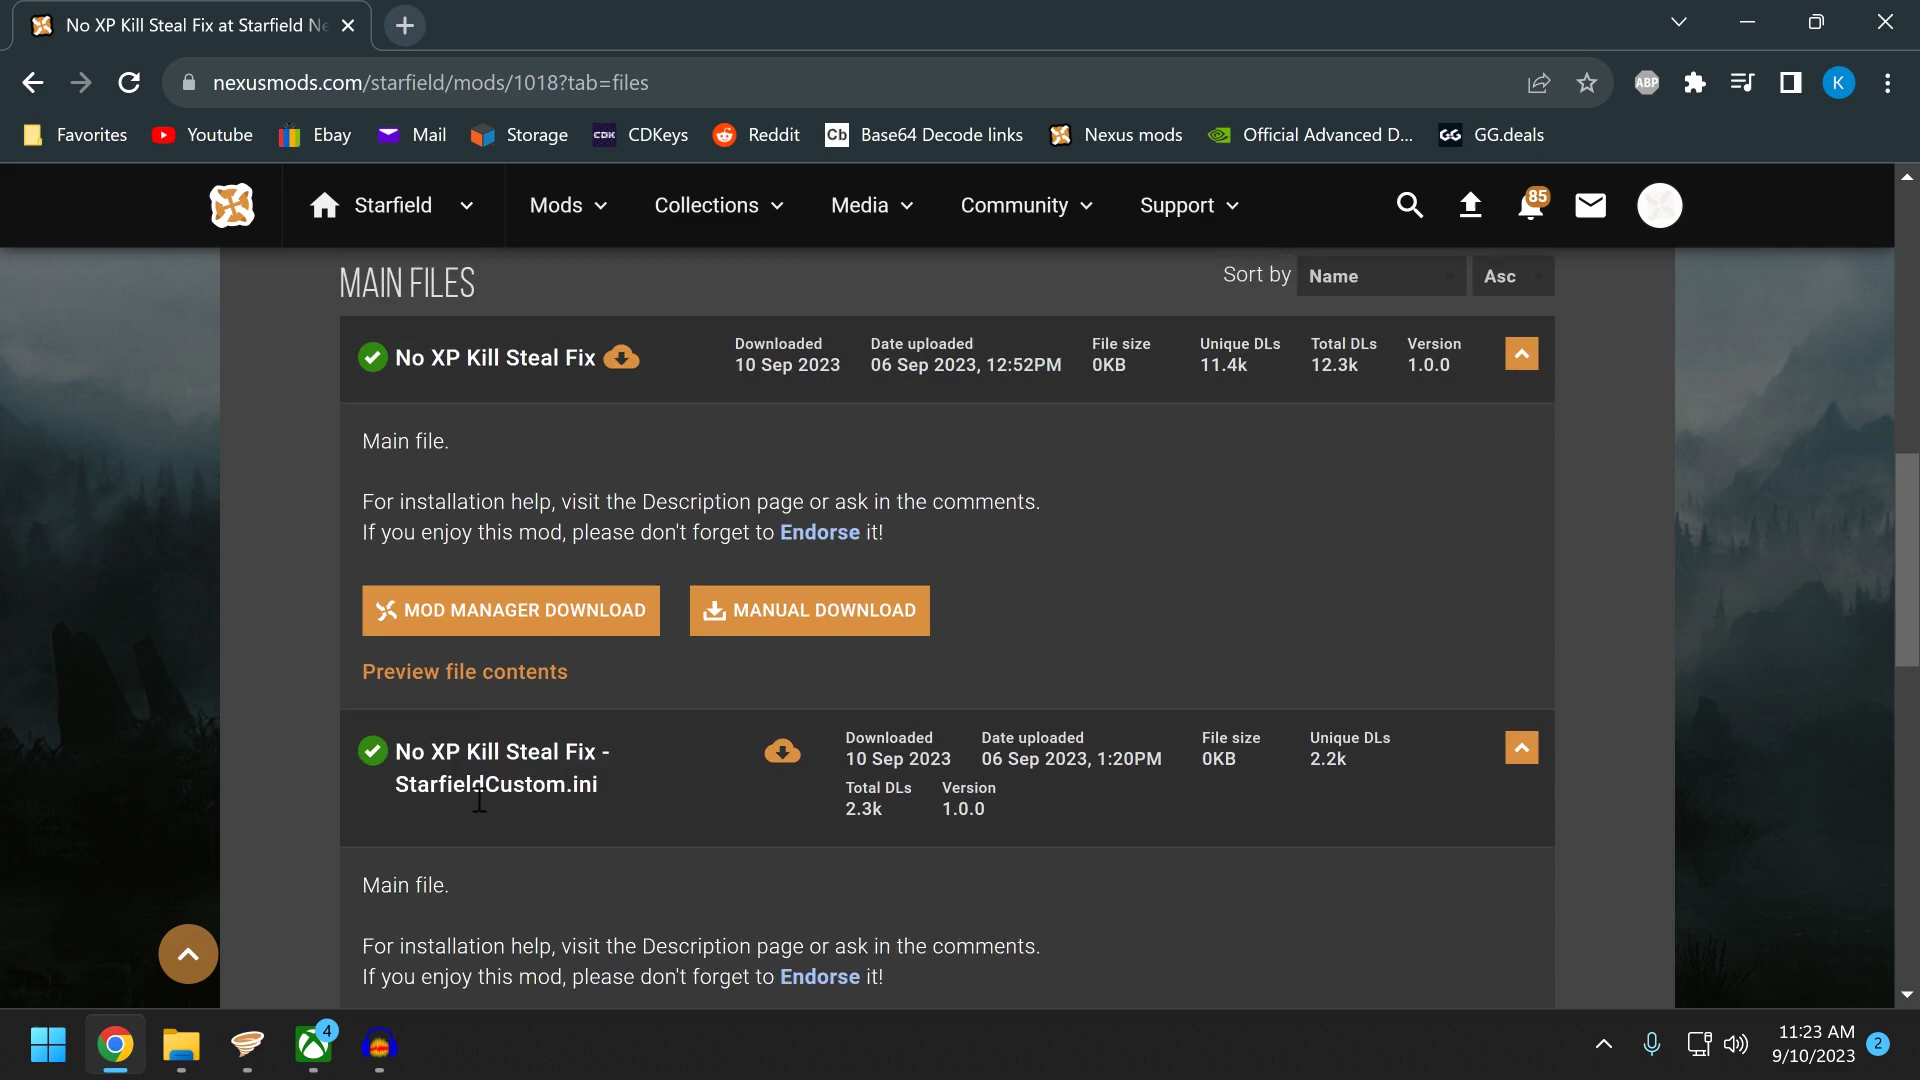 No XP Kill Steal Fix at Starfield Ne
nexusmods.com/starfield/mods/1018?tab=files
ABP
K
Favorites
Youtube
Ebay
Mail
Storage
CDK
CDKeys
Reddit
Cb
Base64 Decode links
Nexus mods
Official Advanced D...
GG
GG.deals
Starfield
Mods
Collections
Media
Community
Support
85
MAIN FILES
Sort by
Name
Asc
No XP Kill Steal Fix
Downloaded
10 Sep 2023
Date uploaded
06 Sep 2023, 12:52PM
File size
0KB
Unique DLs
11.4k
Total DLs
12.3k
Version
1.0.0
Main file.
For installation help, visit the Description page or ask in the comments.
If you enjoy this mod, please don't forget to Endorse it!
MOD MANAGER DOWNLOAD
MANUAL DOWNLOAD
Preview file contents
No XP Kill Steal Fix -
StarfieldCustom.ini
Downloaded
10 Sep 2023
Date uploaded
06 Sep 2023, 1:20PM
File size
0KB
Unique DLs
2.2k
Total DLs
2.3k
Version
1.0.0
Main file.
For installation help, visit the Description page or ask in the comments.
If you enjoy this mod, please don't forget to Endorse it!
4
11:23 AM
9/10/2023
2